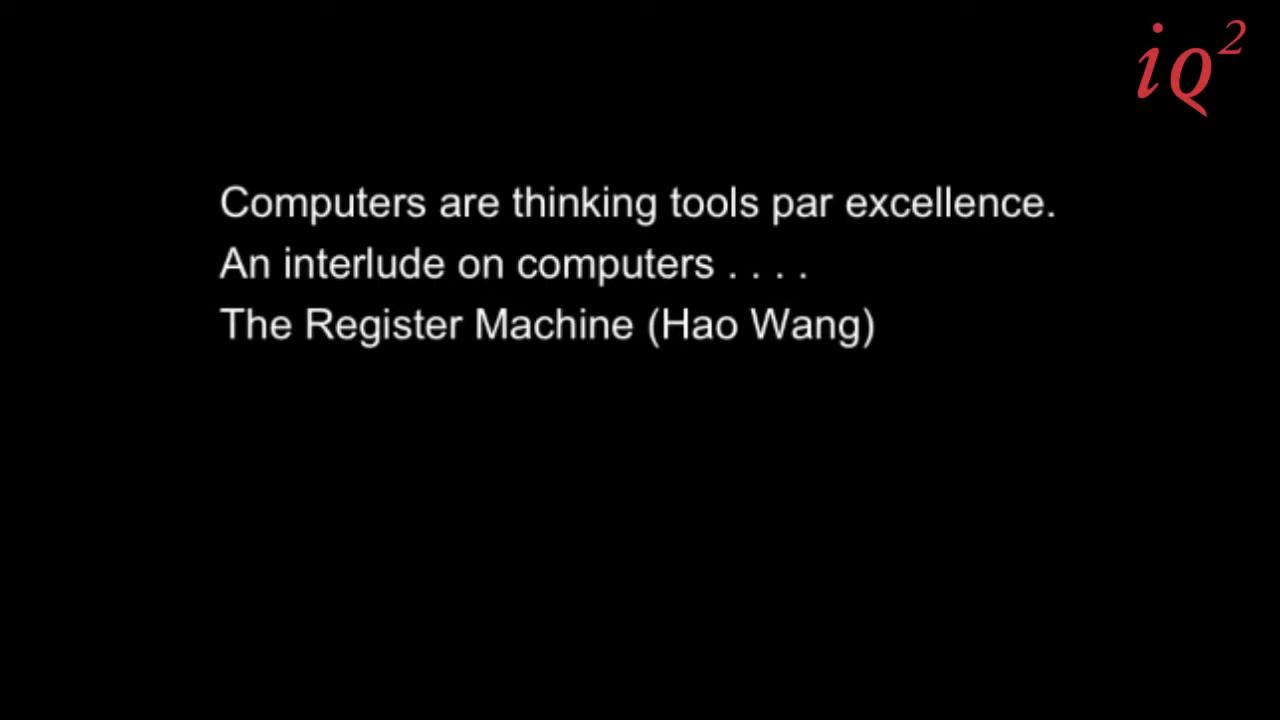 iq²
Computers are thinking tools par excellence.
An interlude on computers . . . .
The Register Machine (Hao Wang)